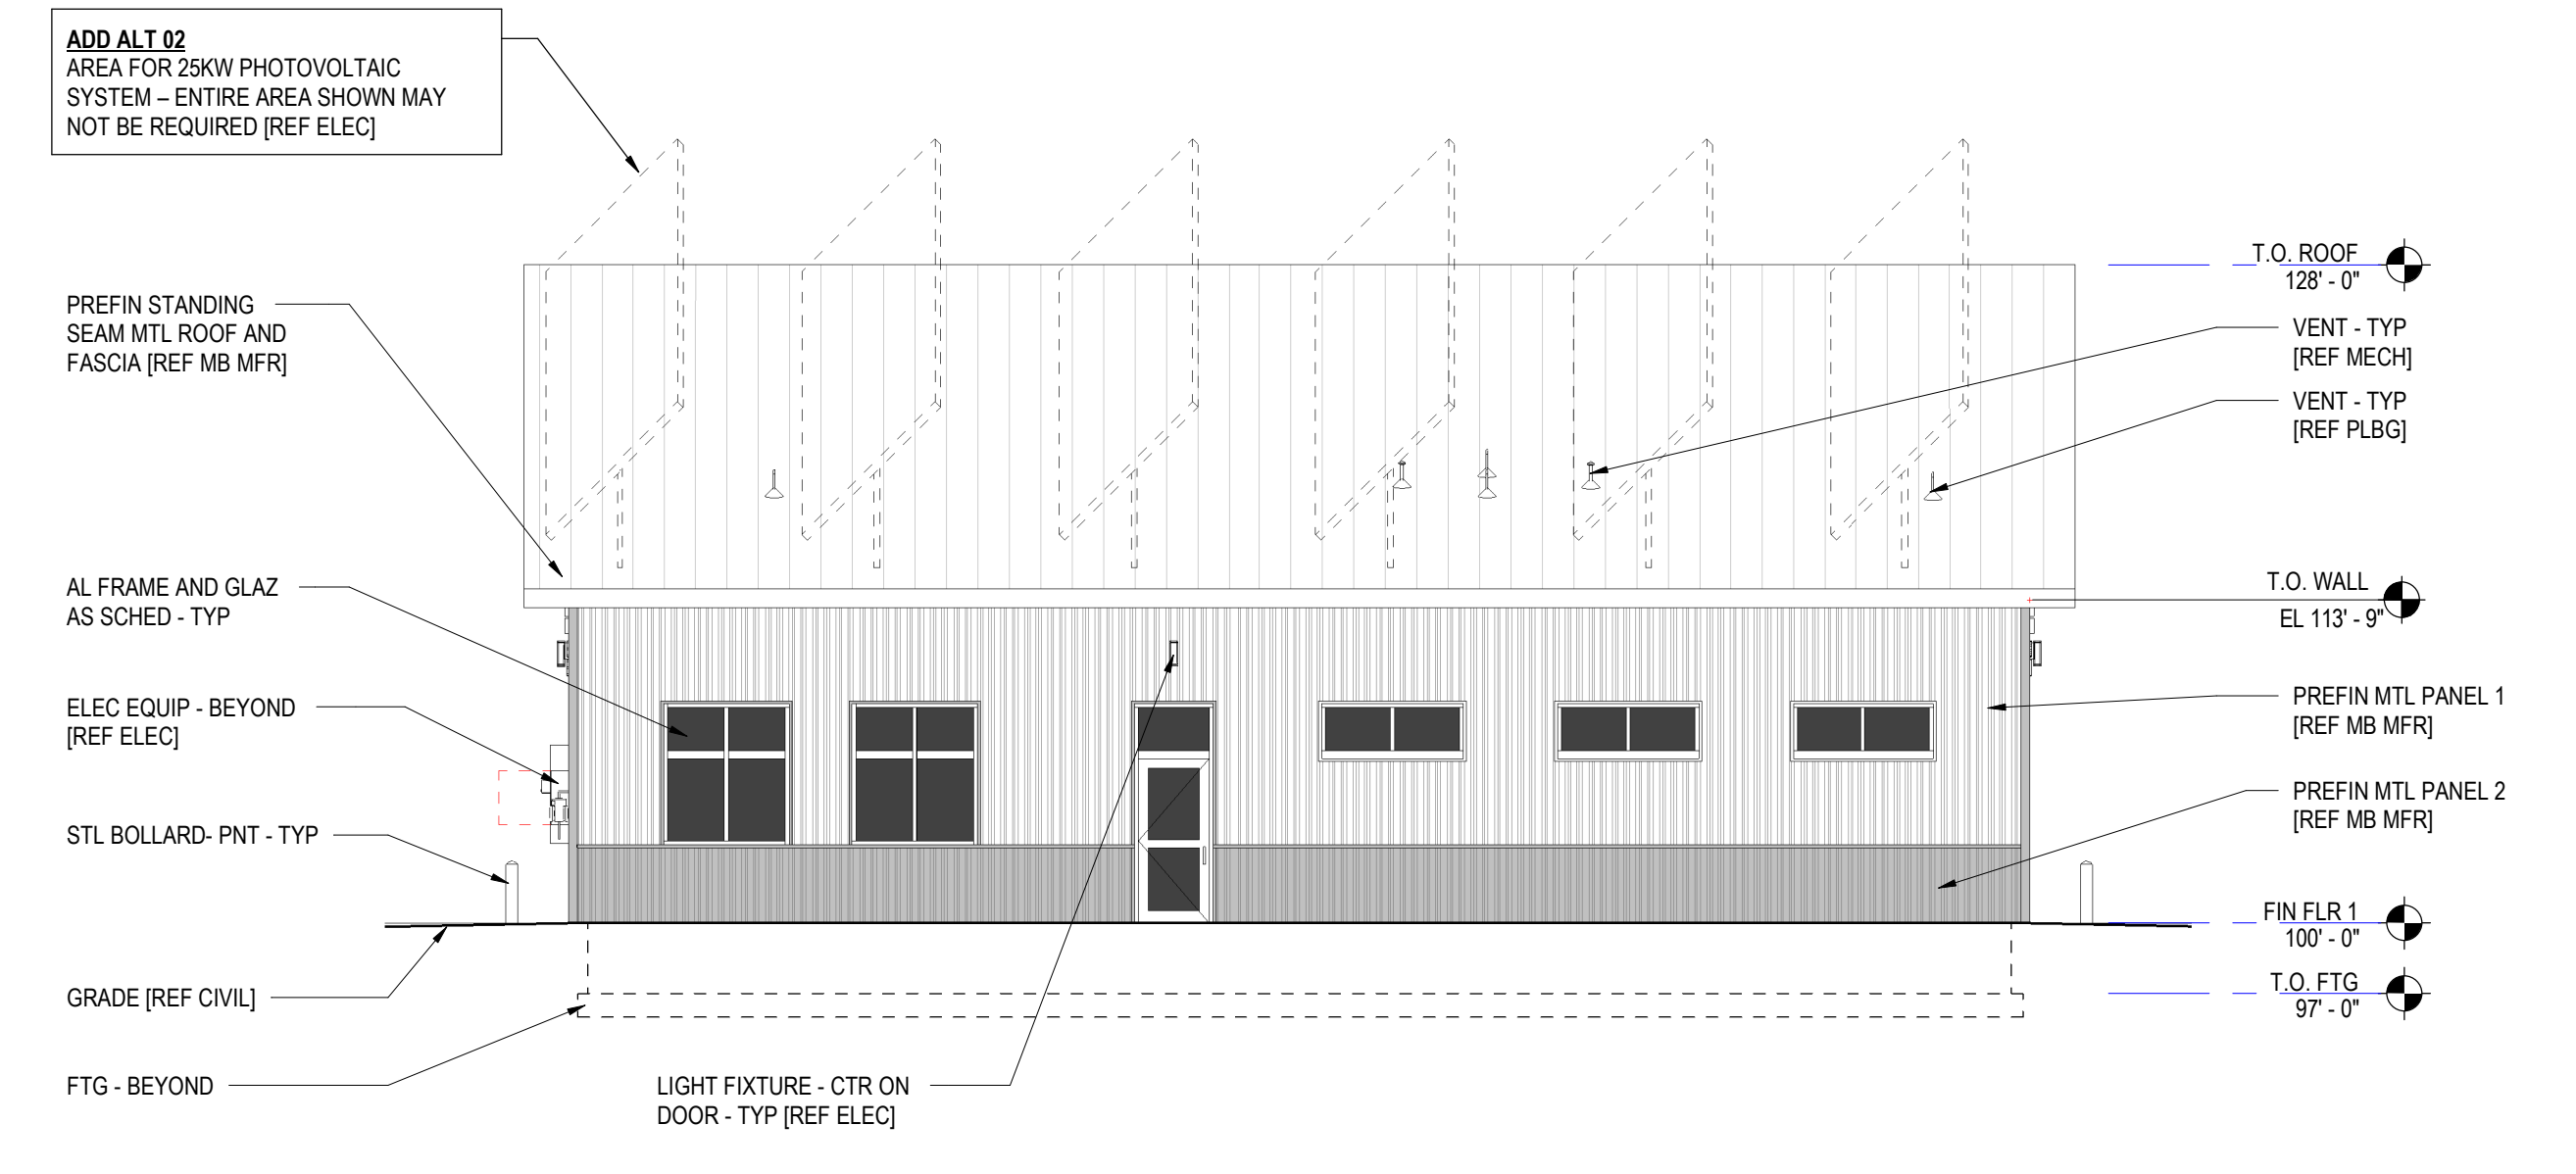 ADD ALT 02
AREA FOR 25KW PHOTOVOLTAIC
SYSTEM – ENTIRE AREA SHOWN MAY
NOT BE REQUIRED [REF ELEC]
PREFIN STANDING
SEAM MTL ROOF AND
FASCIA [REF MB MFR]
AL FRAME AND GLAZ
AS SCHED - TYP
ELEC EQUIP - BEYOND
[REF ELEC]
STL BOLLARD- PNT - TYP
GRADE [REF CIVIL]
FTG - BEYOND
LIGHT FIXTURE - CTR ON
DOOR - TYP [REF ELEC]
T.O. ROOF
128' - 0"
VENT - TYP
[REF MECH]
VENT - TYP
[REF PLBG]
T.O. WALL
EL 113' - 9"
PREFIN MTL PANEL 1
[REF MB MFR]
PREFIN MTL PANEL 2
[REF MB MFR]
FIN FLR 1
100' - 0"
T.O. FTG
97' - 0"